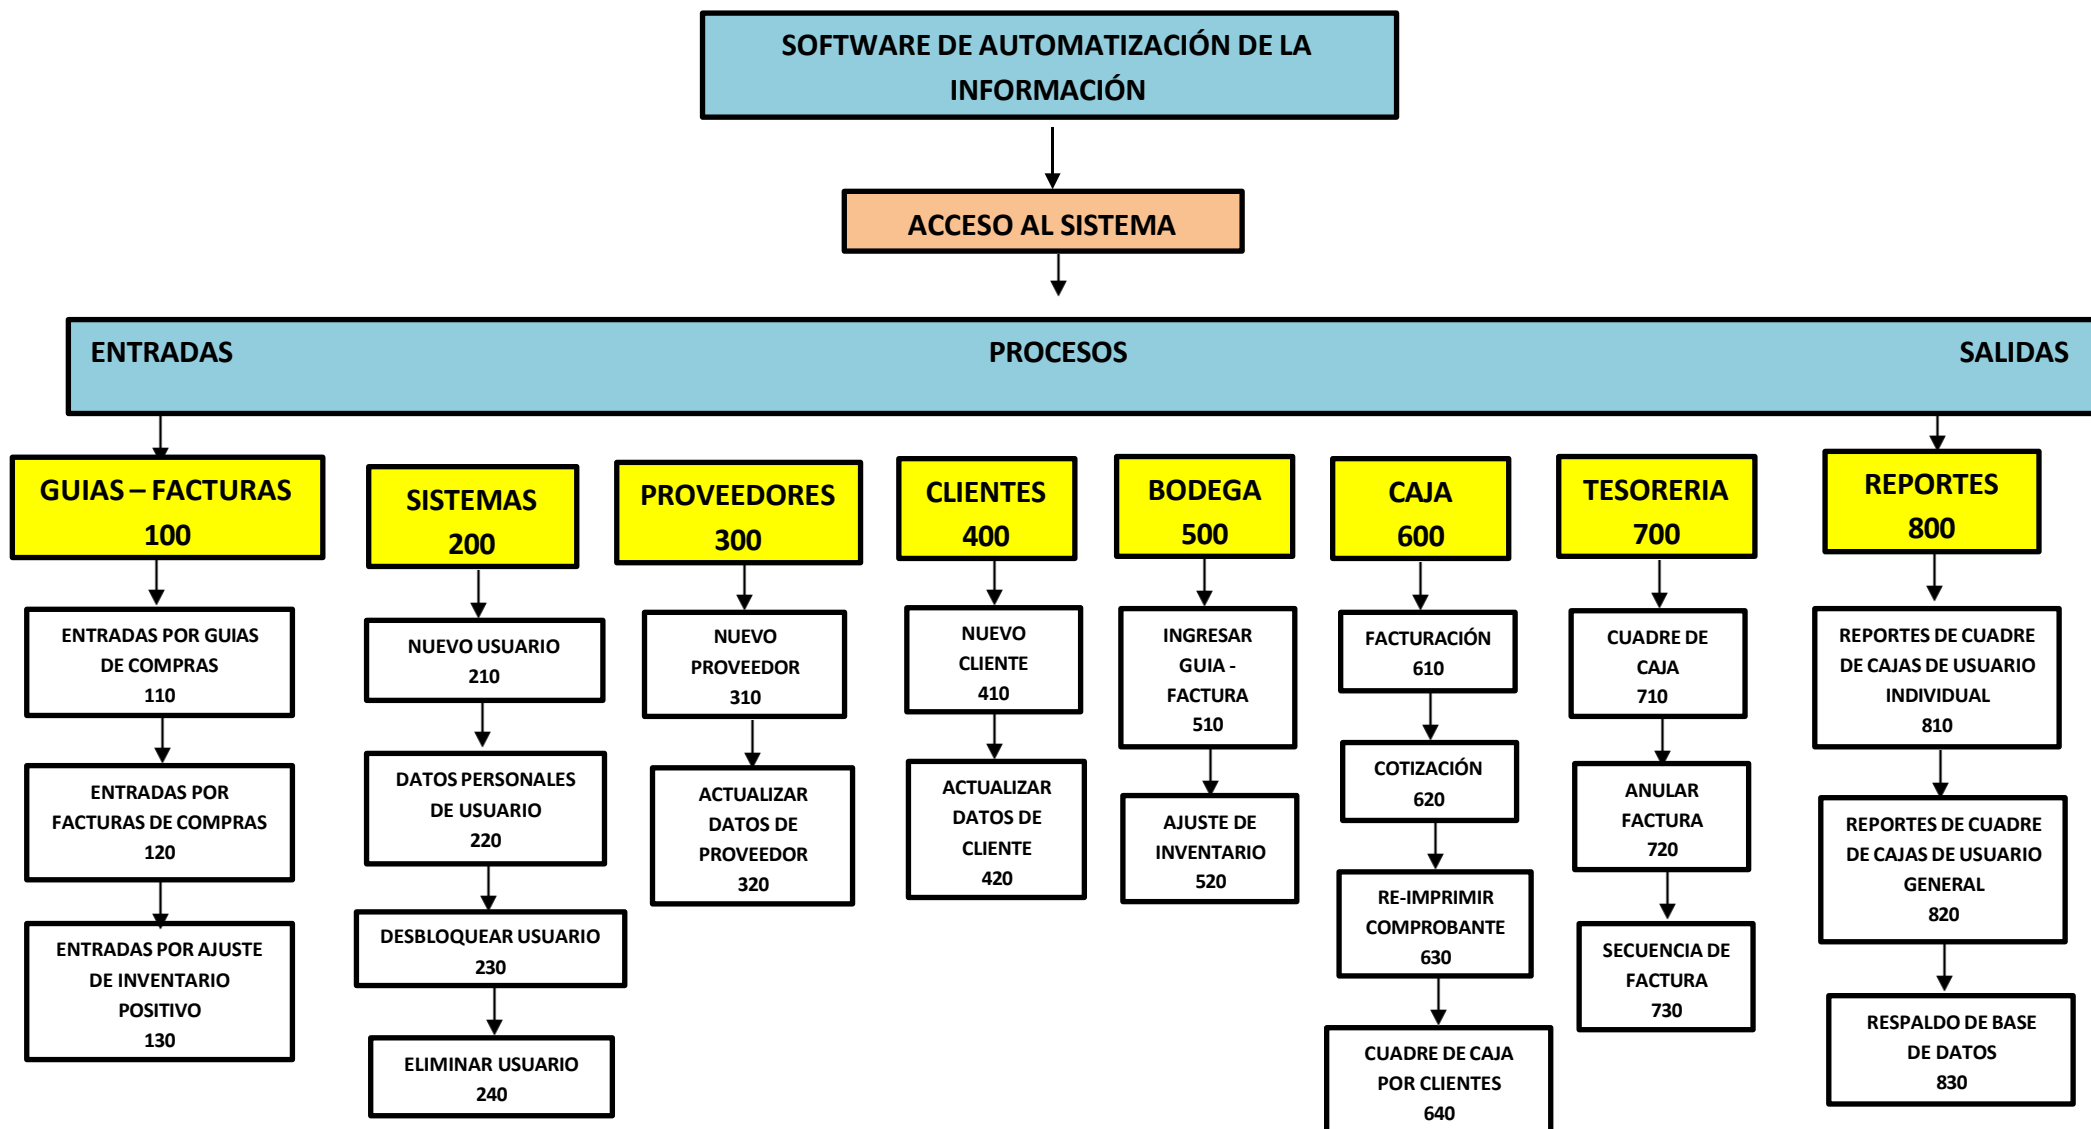 SOFTWARE DE AUTOMATIZACIÓN DE LA
INFORMACIÓN
ACCESO AL SISTEMA
ENTRADAS
PROCESOS
SALIDAS
GUIAS – FACTURAS
100
ENTRADAS POR GUIAS
DE COMPRAS
110
ENTRADAS POR
FACTURAS DE COMPRAS
120
ENTRADAS POR AJUSTE
DE INVENTARIO
POSITIVO
130
SISTEMAS
200
NUEVO USUARIO
210
DATOS PERSONALES
DE USUARIO
220
DESBLOQUEAR USUARIO
230
ELIMINAR USUARIO
240
PROVEEDORES
300
NUEVO
PROVEEDOR
310
ACTUALIZAR
DATOS DE
PROVEEDOR
320
CLIENTES
400
NUEVO
CLIENTE
410
ACTUALIZAR
DATOS DE
CLIENTE
420
BODEGA
500
INGRESAR
GUIA -
FACTURA
510
AJUSTE DE
INVENTARIO
520
CAJA
600
FACTURACIÓN
610
COTIZACIÓN
620
RE-IMPRIMIR
COMPROBANTE
630
CUADRE DE CAJA
POR CLIENTES
640
TESORERIA
700
CUADRE DE
CAJA
710
ANULAR
FACTURA
720
SECUENCIA DE
FACTURA
730
REPORTES
800
REPORTES DE CUADRE
DE CAJAS DE USUARIO
INDIVIDUAL
810
REPORTES DE CUADRE
DE CAJAS DE USUARIO
GENERAL
820
RESPALDO DE BASE
DE DATOS
830